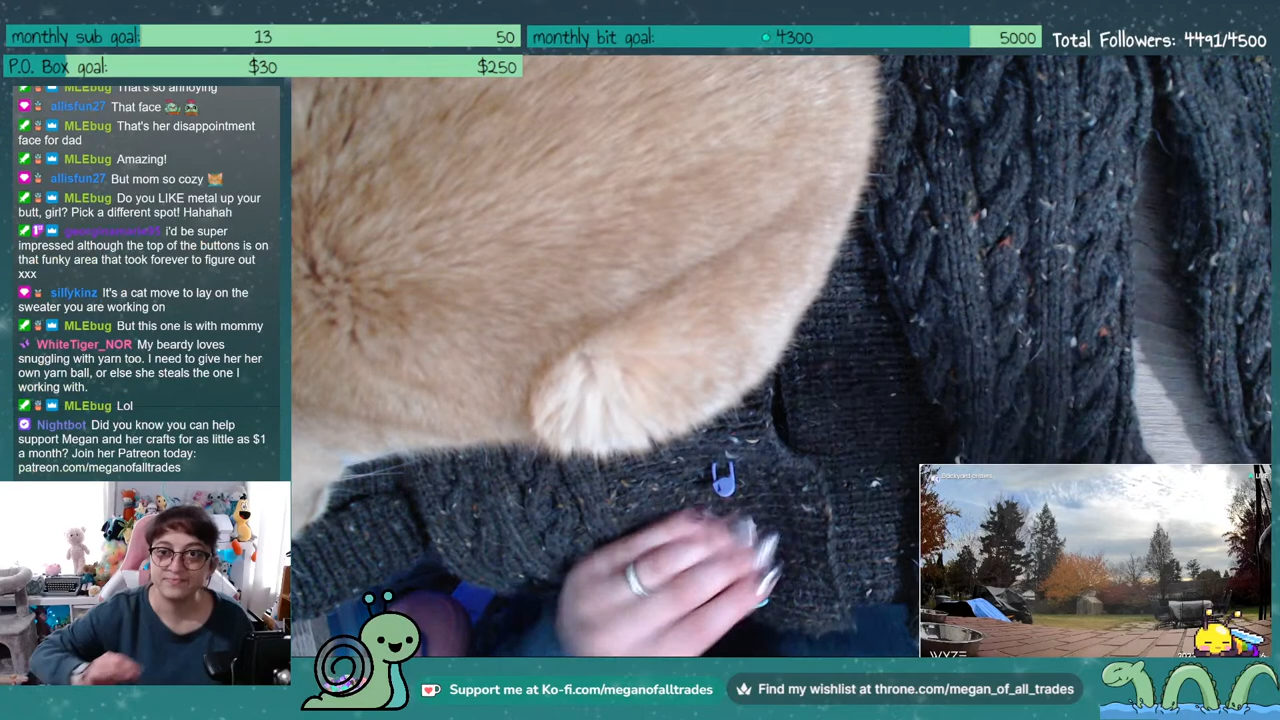 monthly sub goal: 13 50
monthly bit goal: 4300 5000
Total Followers: 4491/4500
P.O. Box goal: $30 $250
MLEbug That's so annoying
allisfun27 That face
MLEbug That's her disappointment
face for dad
MLEbug Amazing!
allisfun27 But mom so cozy
MLEbug Do you LIKE metal up your
butt, girl? Pick a different spot! Hahahah
i'd be super
impressed although the top of the buttons is on
that funky area that took forever to figure out
xxx
sillykinz It's a cat move to lay on the
sweater you are working on
MLEbug But this one is with mommy
WhiteTiger_NOR My beardy loves
snuggling with yarn too. I need to give her her
own yarn ball, or else she steals the one I
working with.
MLEbug Lol
Nightbot Did you know you can help
support Megan and her crafts for as little as $1
a month? Join her Patreon today:
patreon.com/meganofalltrades
WYZE
Support me at Ko-fi.com/meganofalltrades
Find my wishlist at throne.com/megan_of_all_trades